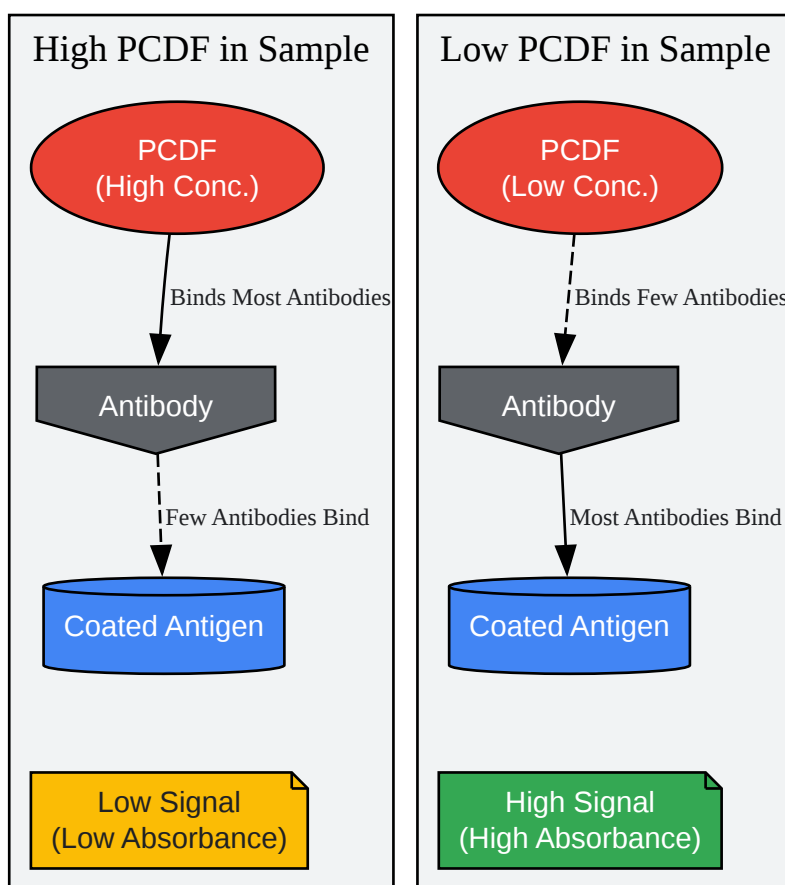 High PCDF in Sample
PCDF
(High Conc.)
Binds Most Antibodies
Antibody
Few Antibodies Bind
Coated Antigen
Low Signal
(Low Absorbance)
Low PCDF in Sample
PCDF
(Low Conc.)
Binds Few Antibodies
Antibody
Most Antibodies Bind
Coated Antigen
High Signal
(High Absorbance)